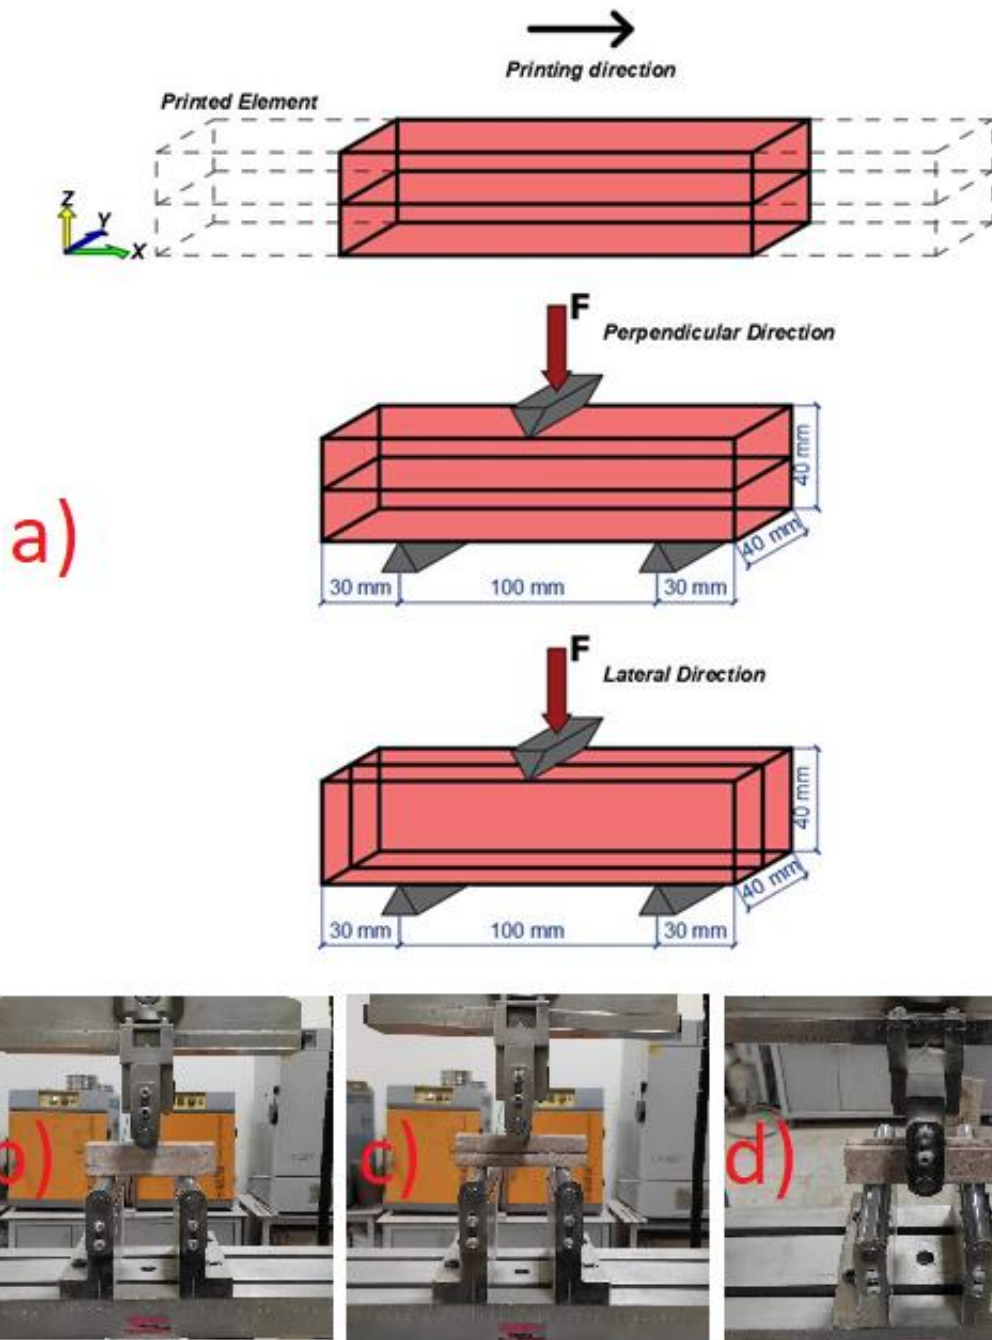 Printing direction
Printed Element
Z
Y
X
F
Perpendicular Direction
40 mm
40 mm
30 mm
100 mm
30 mm
a)
F
Lateral Direction
40 mm
40 mm
30 mm
100 mm
30 mm
b)
c)
d)